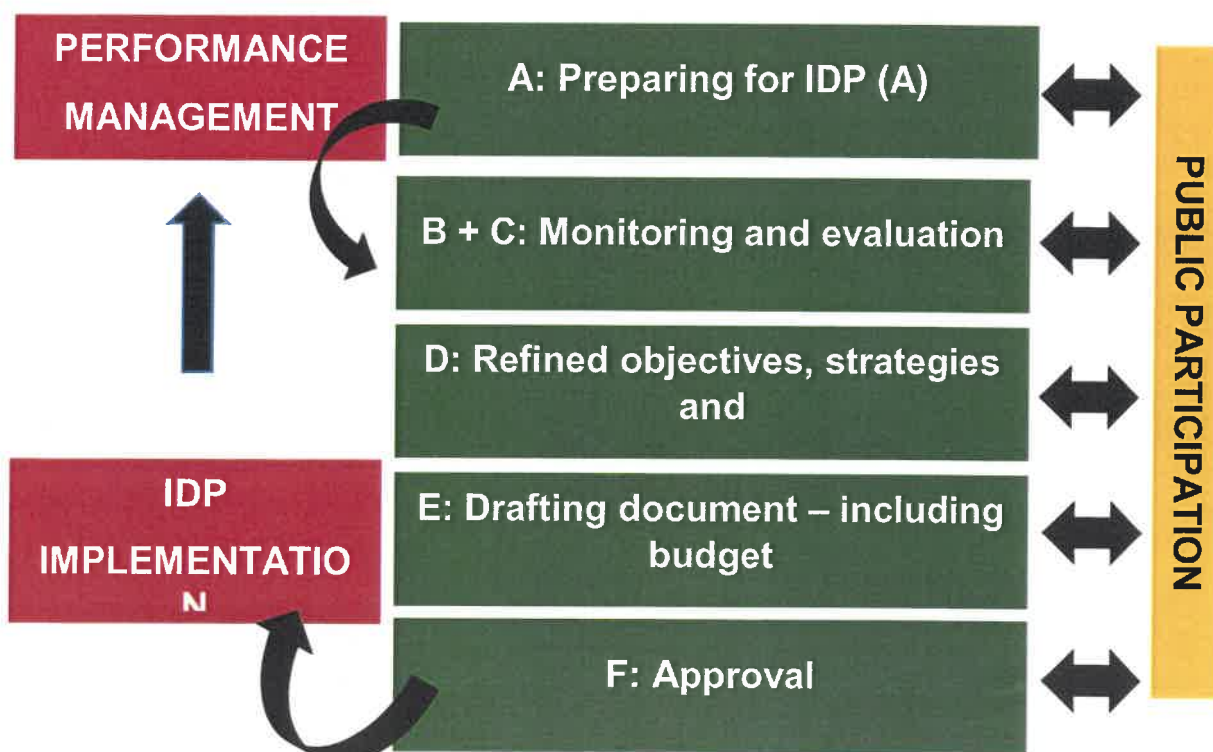 PERFORMANCE
MANAGEMENT
A: Preparing for IDP (A)
B + C: Monitoring and evaluation
D: Refined objectives, strategies
and
IDP
IMPLEMENTATIO
N
E: Drafting document – including
budget
F: Approval
PUBLIC PARTICIPATION